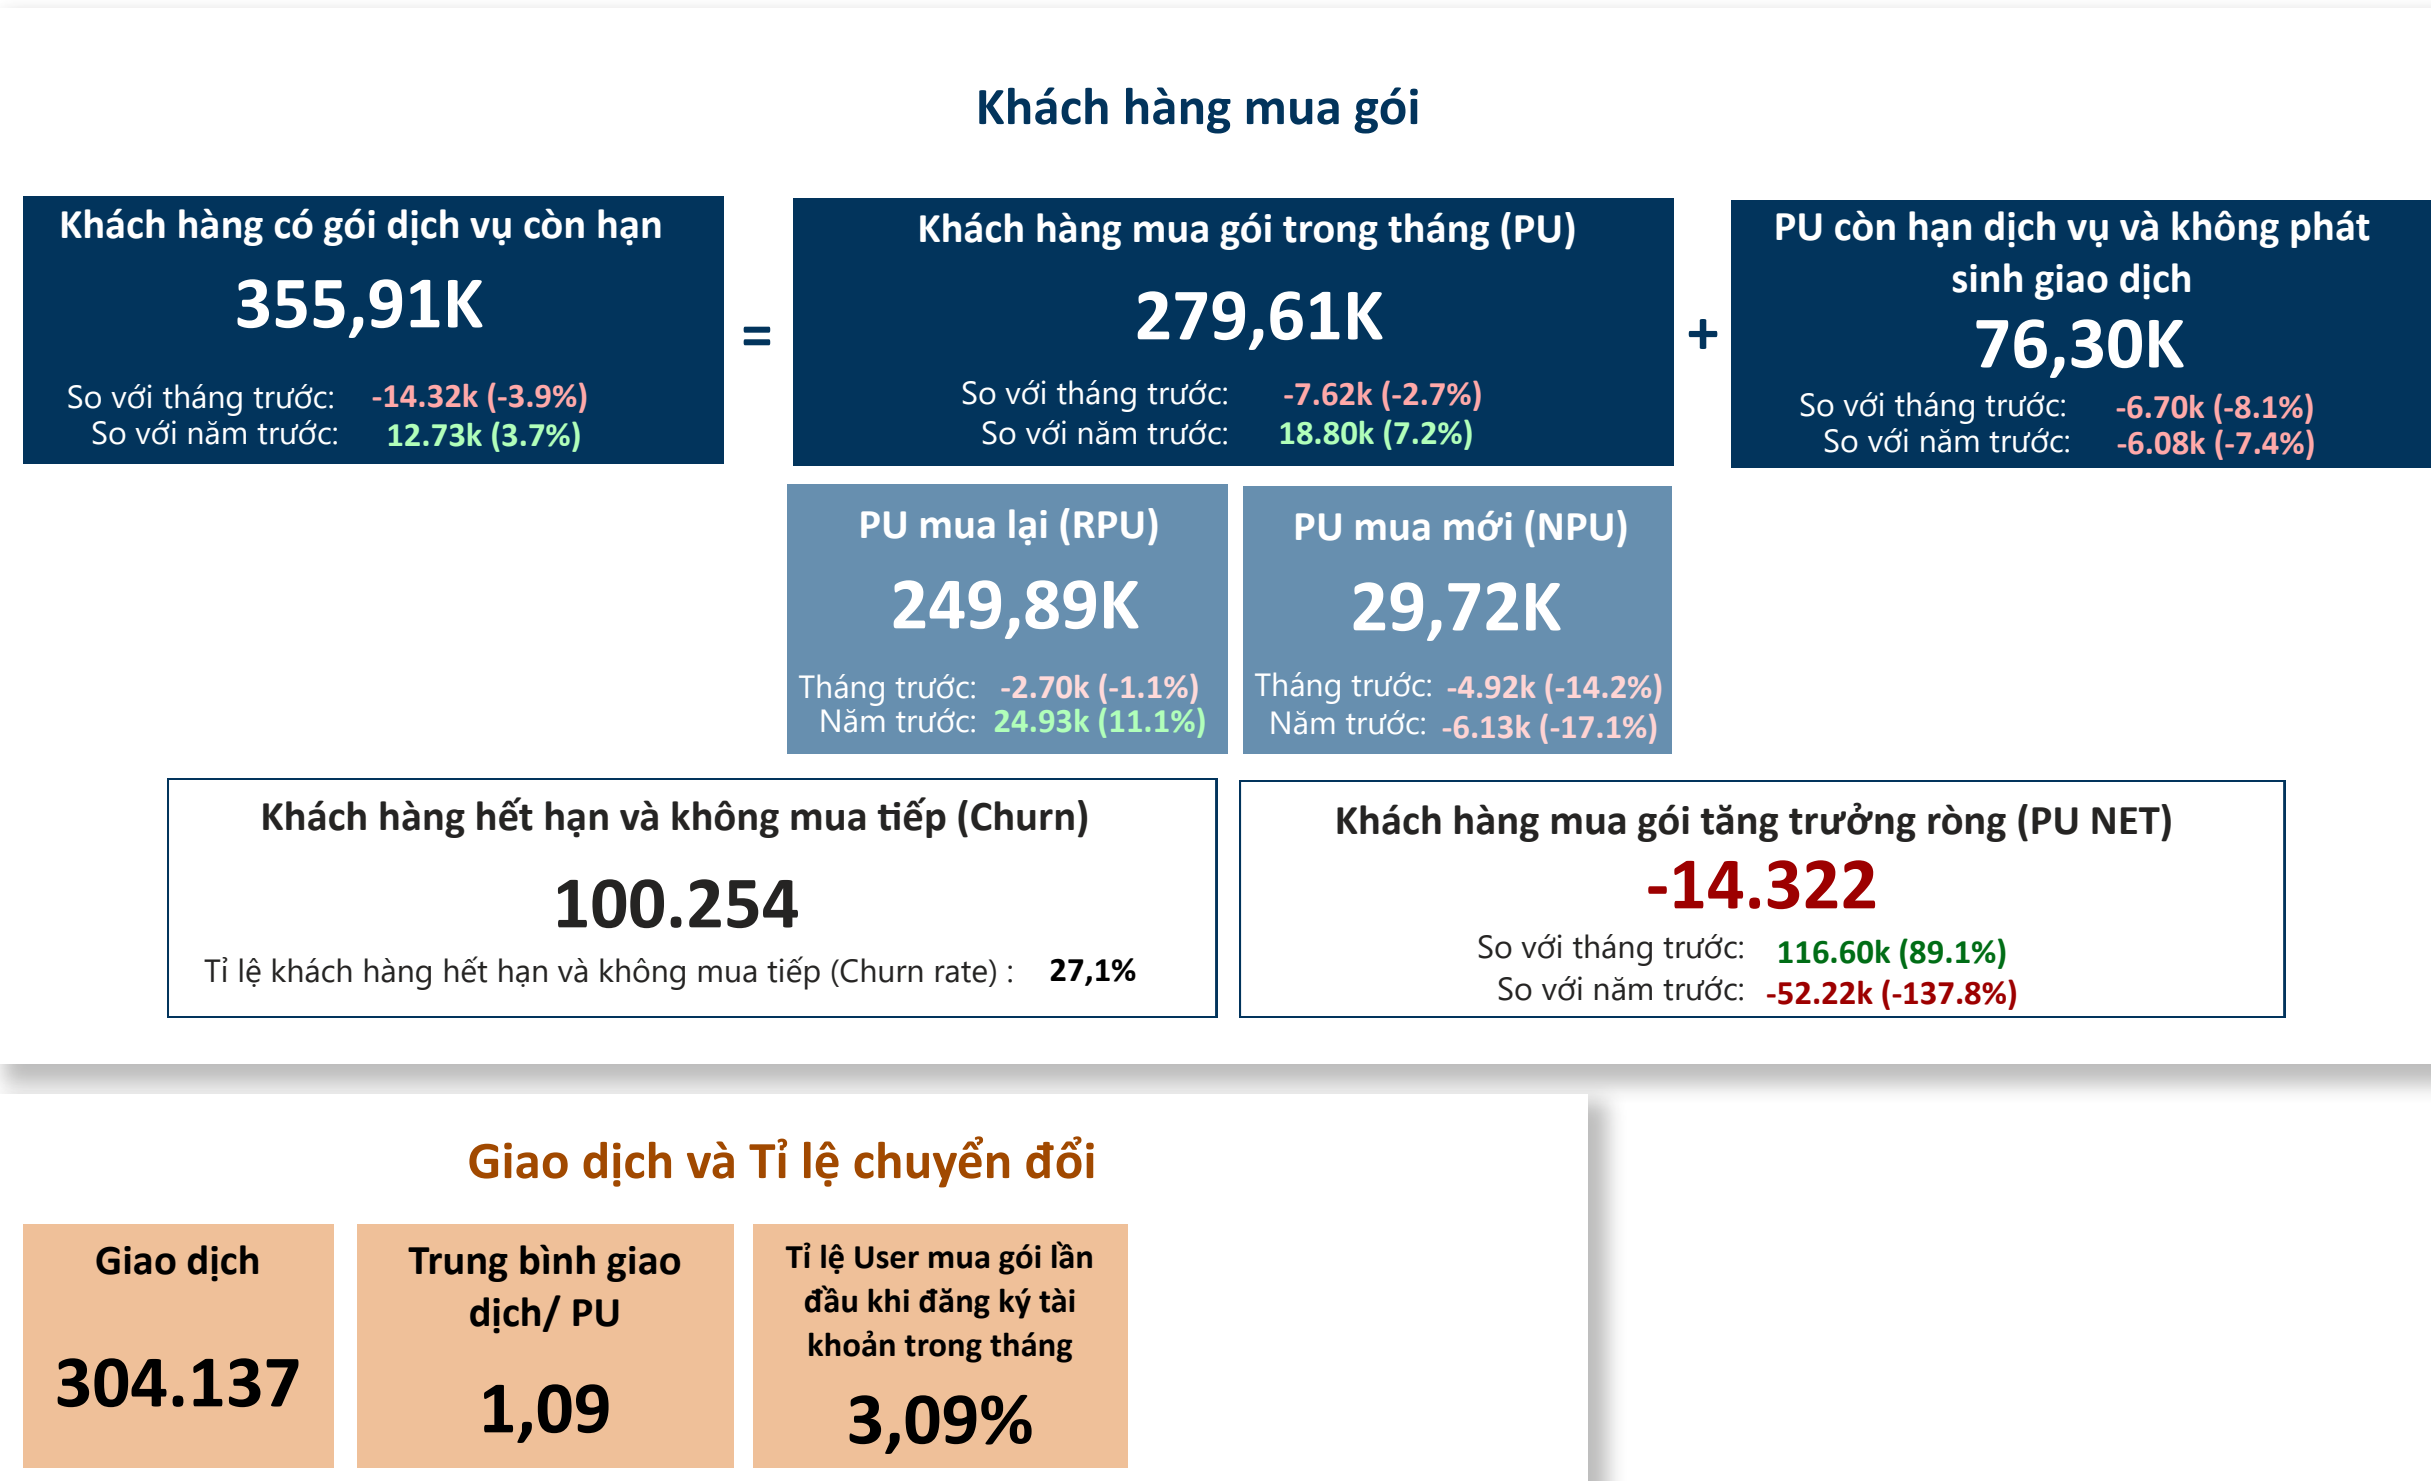 Khách hàng mua gói
Khách hàng có gói dịch vụ còn hạn
355,91K
So với tháng trước: -14.32k (-3.9%)
So với năm trước: 12.73k (3.7%)
=
Khách hàng mua gói trong tháng (PU)
279,61K
So với tháng trước: -7.62k (-2.7%)
So với năm trước: 18.80k (7.2%)
+
PU còn hạn dịch vụ và không phát
sinh giao dịch
76,30K
So với tháng trước: -6.70k (-8.1%)
So với năm trước: -6.08k (-7.4%)
PU mua lại (RPU)
249,89K
Tháng trước: -2.70k (-1.1%)
Năm trước: 24.93k (11.1%)
PU mua mới (NPU)
29,72K
Tháng trước: -4.92k (-14.2%)
Năm trước: -6.13k (-17.1%)
Khách hàng hết hạn và không mua tiếp (Churn)
100.254
Tỉ lệ khách hàng hết hạn và không mua tiếp (Churn rate) : 27,1%
Khách hàng mua gói tăng trưởng ròng (PU NET)
-14.322
So với tháng trước: 116.60k (89.1%)
So với năm trước: -52.22k (-137.8%)
Giao dịch và Tỉ lệ chuyển đổi
Giao dịch
304.137
Trung bình giao
dịch/ PU
1,09
Tỉ lệ User mua gói lần
đầu khi đăng ký tài
khoản trong tháng
3,09%